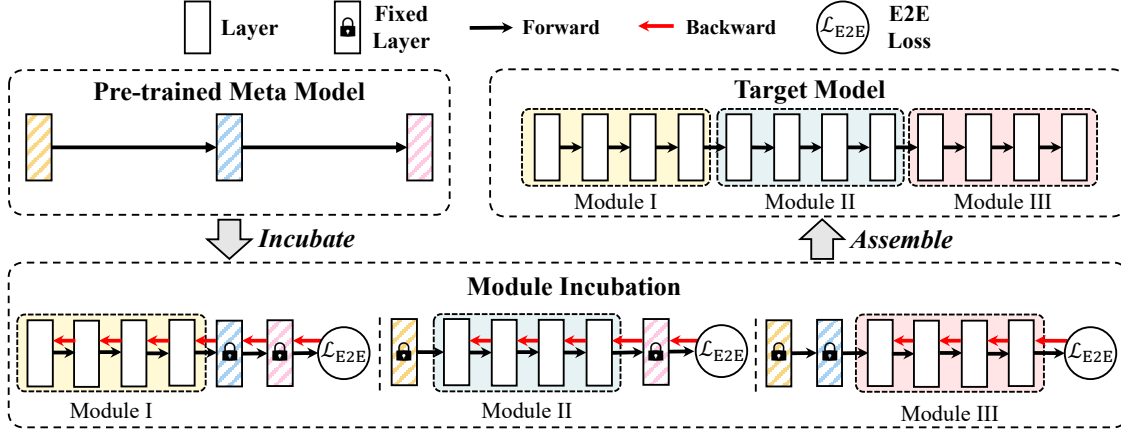 Layer
Fixed
Layer
Forward
Backward
ℒE2E
E2E
Loss
Pre-trained Meta Model
Target Model
Module I
Module II
Module III
Incubate
Assemble
Module Incubation
ℒE2E
ℒE2E
ℒE2E
Module I
Module II
Module III